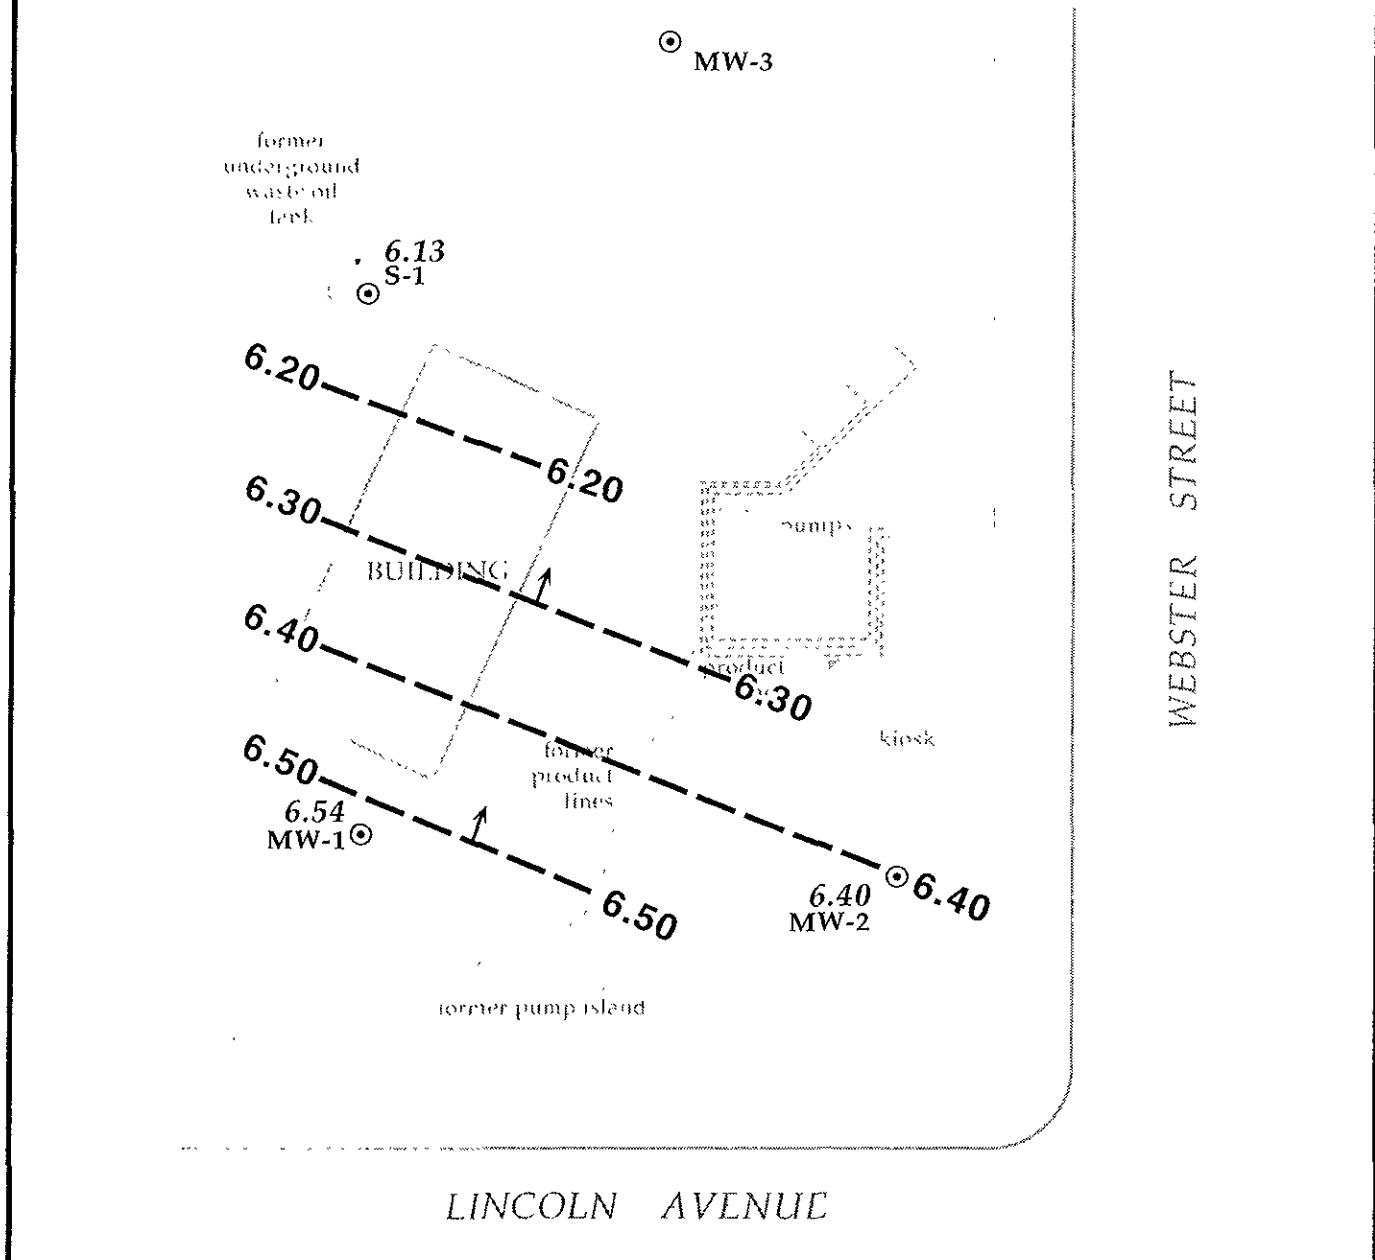 MW-3
former
underground
waste oil
tank
6.13
S-1
6.20
6.20
6.30
BUILDING
pumps
6.40
product
6.30
kiosk
6.50
former
product
lines
6.54
MW-1
6.40
6.40
MW-2
6.50
former pump island
WEBSTER STREET
LINCOLN AVENUE